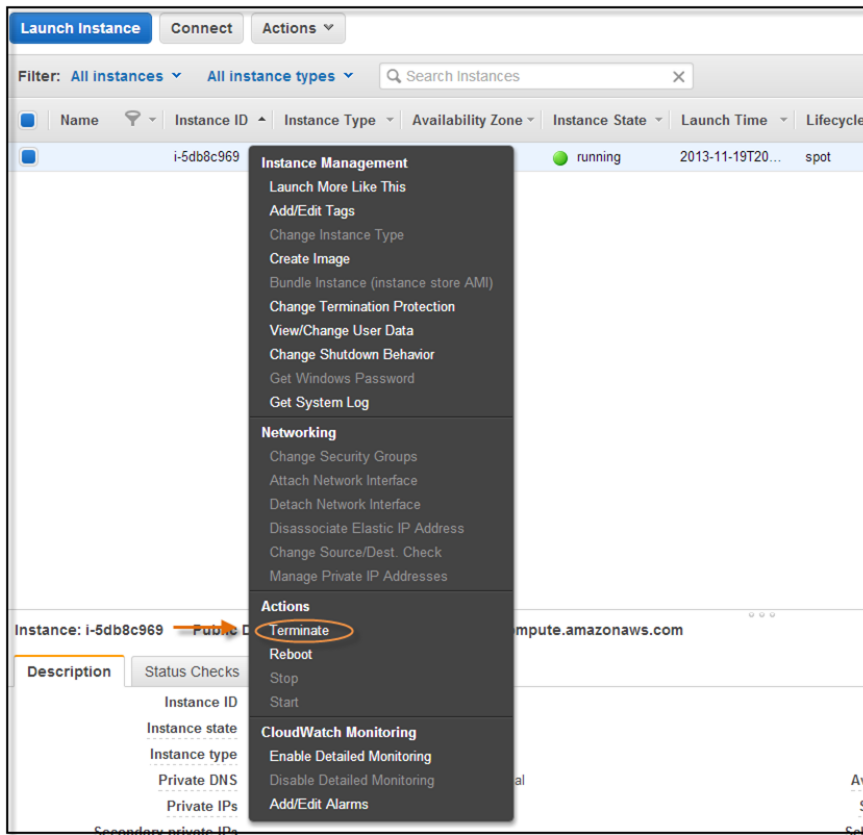 Launch Instance Connect Actions
Filter: All instances All instance types Search Instances
Name Instance ID Instance Type Availability Zone Instance State Launch Time Lifecycle
i-5db8c969 running 2013-11-19T20... spot
Instance Management
Launch More Like This
Add/Edit Tags
Change Instance Type
Create Image
Bundle Instance (instance store AMI)
Change Termination Protection
View/Change User Data
Change Shutdown Behavior
Get Windows Password
Get System Log
Networking
Change Security Groups
Attach Network Interface
Detach Network Interface
Disassociate Elastic IP Address
Change Source/Dest. Check
Manage Private IP Addresses
Actions
Terminate
Reboot
Stop
Start
CloudWatch Monitoring
Enable Detailed Monitoring
Disable Detailed Monitoring
Add/Edit Alarms
Instance: i-5db8c969 Public D mpute.amazonaws.com
Description Status Checks
Instance ID
Instance state
Instance type
Private DNS al
Private IPs
Secondary private IPs